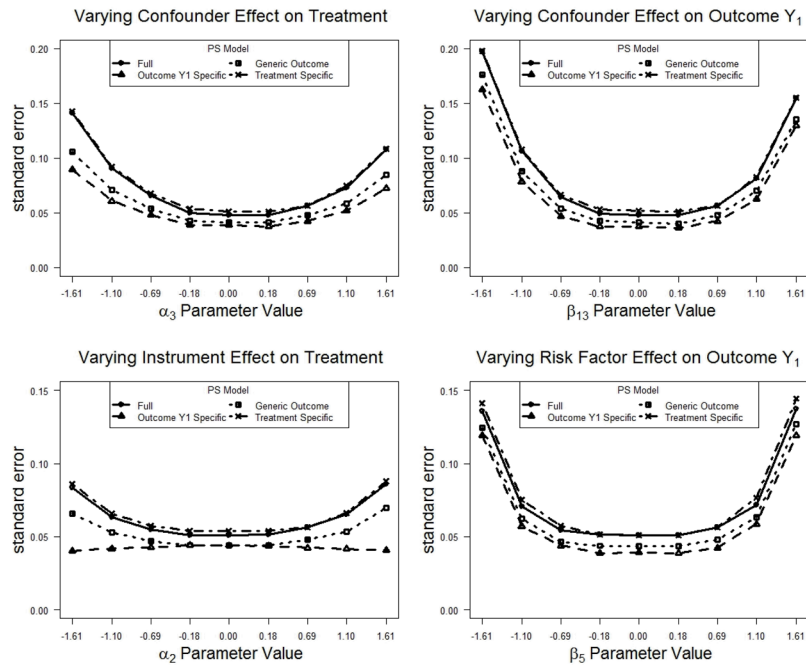 Varying Confounder Effect on Treatment
PS Model
Full
Generic Outcome
Outcome Y1 Specific
Treatment Specific
standard error
0.20
0.15
0.10
0.05
0.00
-1.61 -1.10 -0.69 -0.18 0.00 0.18 0.69 1.10 1.61
α₃ Parameter Value
Varying Confounder Effect on Outcome Y₁
PS Model
Full
Generic Outcome
Outcome Y1 Specific
Treatment Specific
standard error
0.20
0.15
0.10
0.05
0.00
-1.61 -1.10 -0.69 -0.18 0.00 0.18 0.69 1.10 1.61
β₁₃ Parameter Value
Varying Instrument Effect on Treatment
PS Model
Full
Generic Outcome
Outcome Y1 Specific
Treatment Specific
standard error
0.15
0.10
0.05
0.00
-1.61 -1.10 -0.69 -0.18 0.00 0.18 0.69 1.10 1.61
α₂ Parameter Value
Varying Risk Factor Effect on Outcome Y₁
PS Model
Full
Generic Outcome
Outcome Y1 Specific
Treatment Specific
standard error
0.15
0.10
0.05
0.00
-1.61 -1.10 -0.69 -0.18 0.00 0.18 0.69 1.10 1.61
β₅ Parameter Value